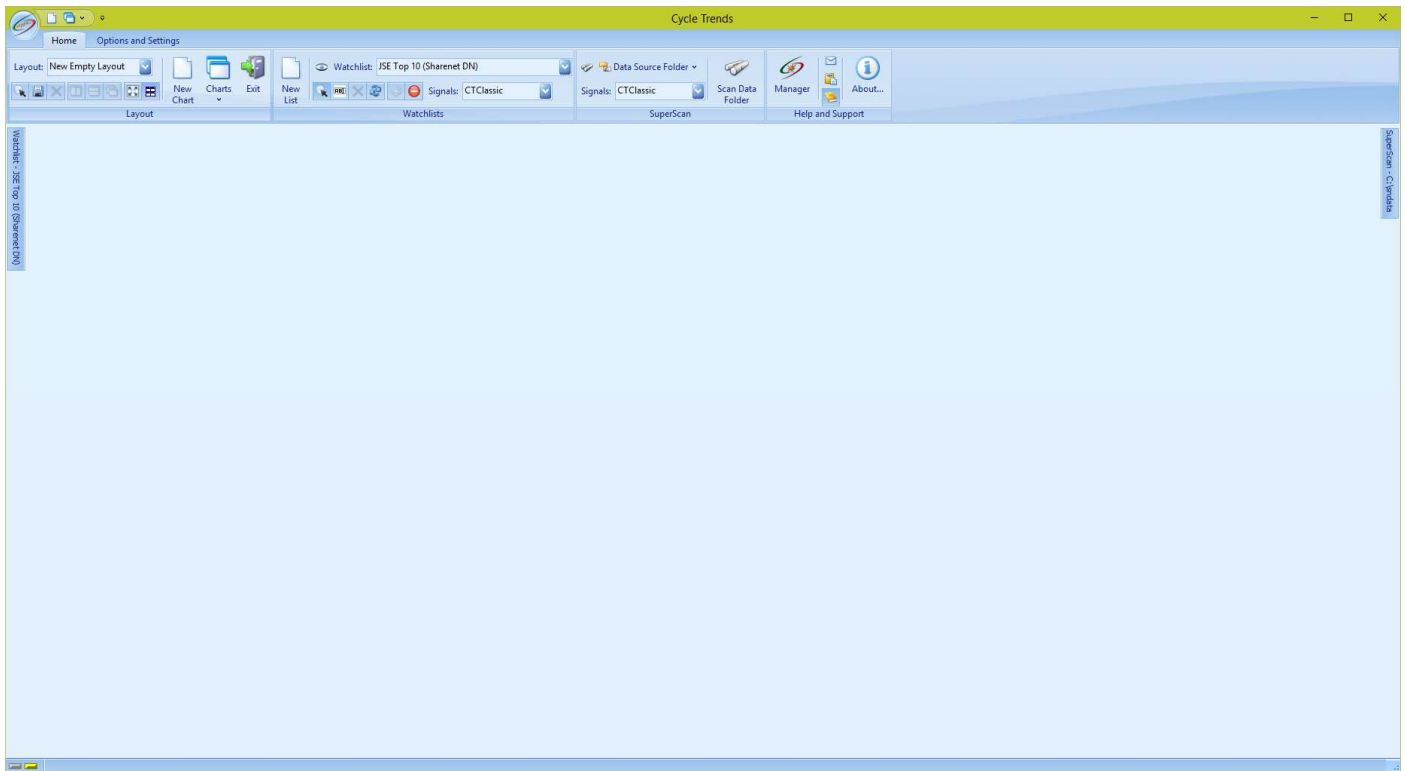 Cycle Trends
Home Options and Settings
Layout: New Empty Layout
New Chart
Charts
Exit
Layout
New List
Watchlist: JSE Top 10 (Sharenet DN)
ABC
Signals: CTClassic
Watchlists
Data Source Folder
Signals: CTClassic
Scan Data Folder
SuperScan
Manager
About...
Help and Support
Watchlist - JSE Top 10 (Sharenet DN)
SuperScan - C:\sndata